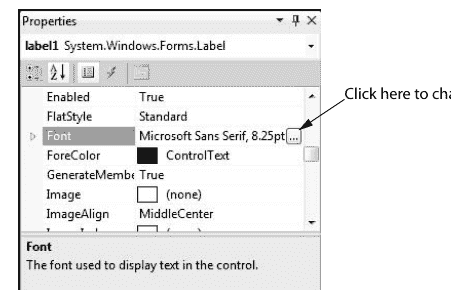 Properties
label1 System.Windows.Forms.Label
Enabled True
FlatStyle Standard
Font Microsoft Sans Serif, 8.25pt ...
ForeColor ControlText
GenerateMembe True
Image (none)
ImageAlign MiddleCenter
Font
The font used to display text in the control.
Click here to cha